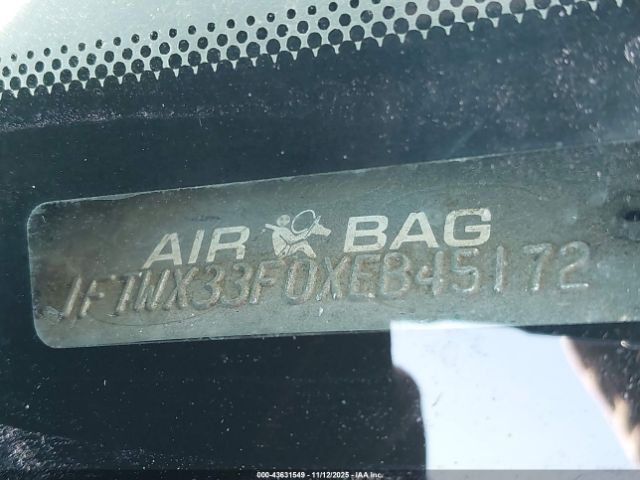 AIR BAG
1FTWX33F0XEB45172
000-43631549 - 11/12/2025 - IAA Inc.